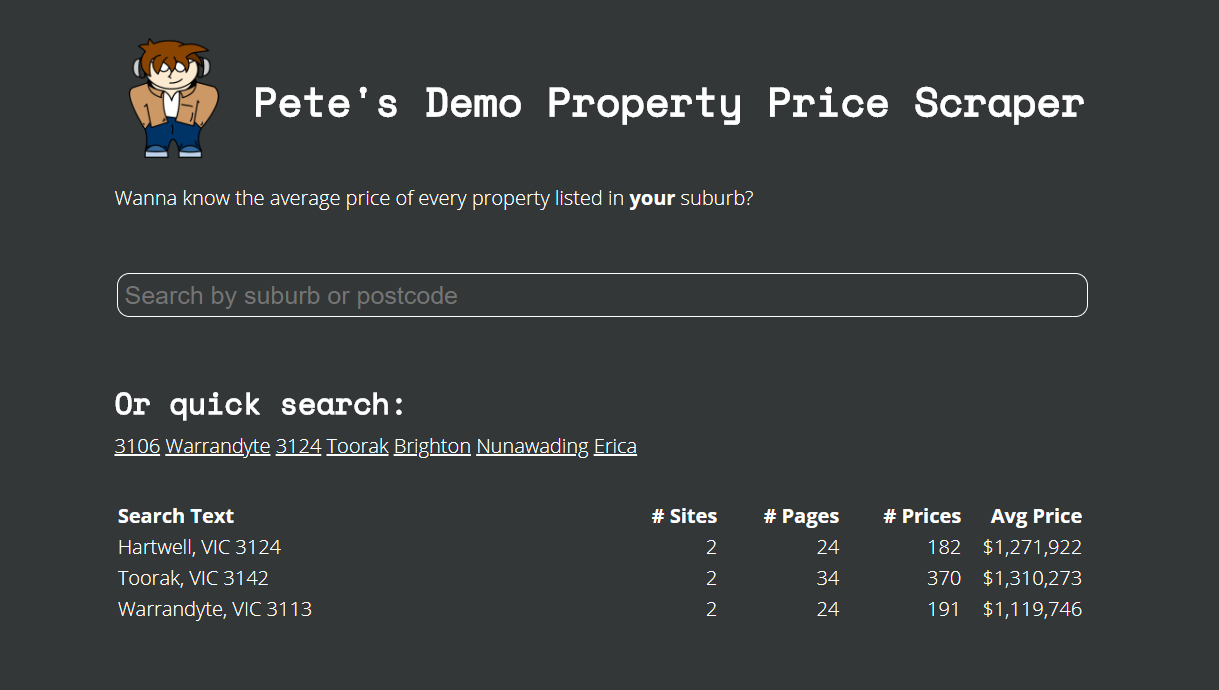 Pete's Demo Property Price Scraper
Wanna know the average price of every property listed in your suburb?
Search by suburb or postcode
Or quick search:
3106 Warrandyte 3124 Toorak Brighton Nunawading Erica
Search Text # Sites # Pages # Prices Avg Price
Hartwell, VIC 3124 2 24 182 $1,271,922
Toorak, VIC 3142 2 34 370 $1,310,273
Warrandyte, VIC 3113 2 24 191 $1,119,746